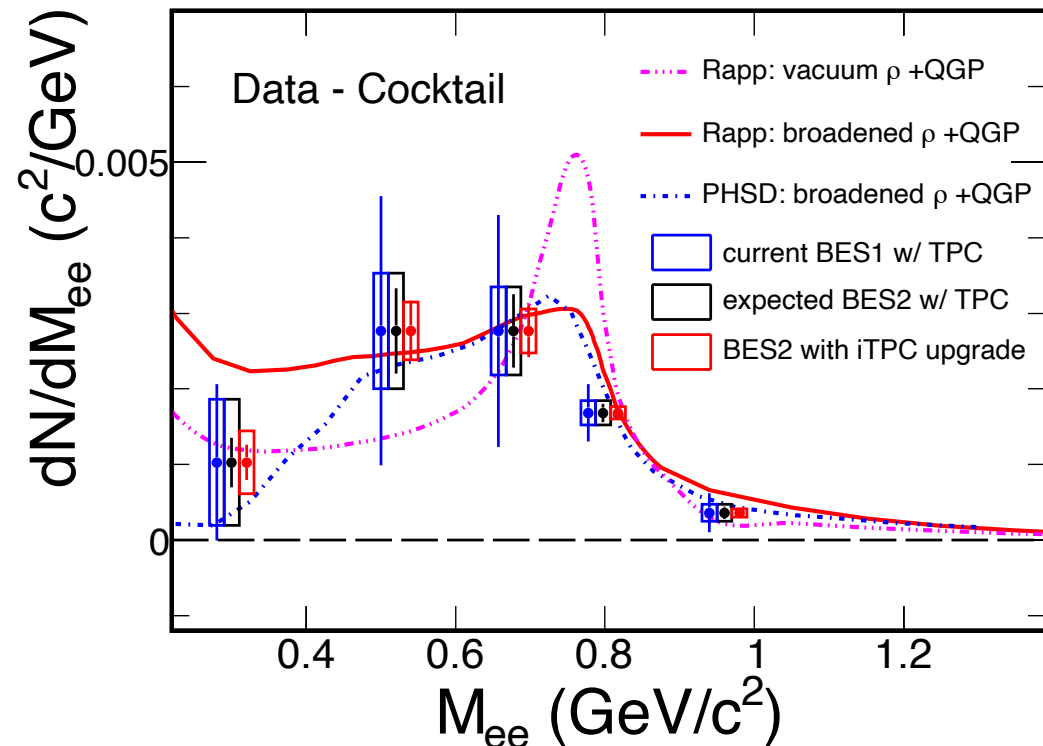 Data - Cocktail
Rapp: vacuum ρ +QGP
Rapp: broadened ρ +QGP
PHSD: broadened ρ +QGP
current BES1 w/ TPC
expected BES2 w/ TPC
BES2 with iTPC upgrade
dN/dM_ee (c²/GeV)
0.005
0
0.4 0.6 0.8 1 1.2
M_ee (GeV/c²)